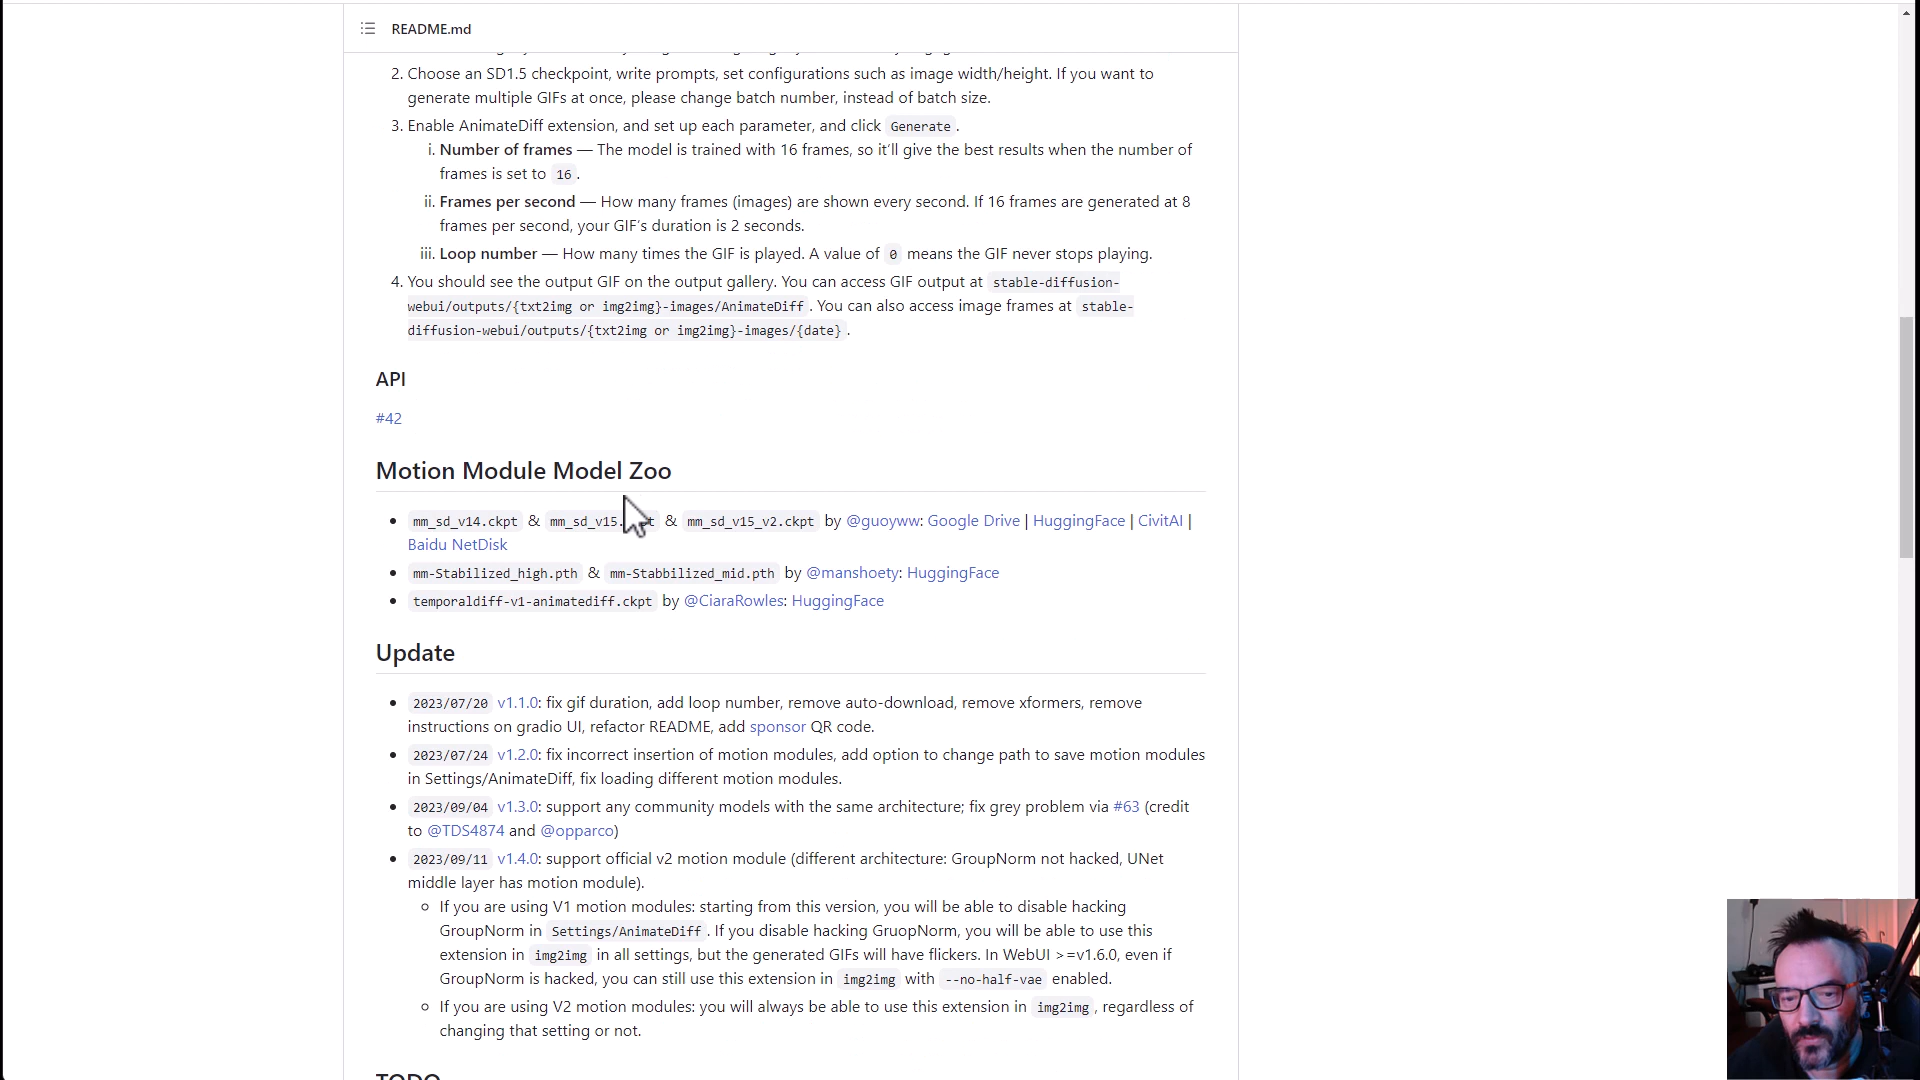 README.md
2. Choose an SD1.5 checkpoint, write prompts, set configurations such as image width/height. If you want to
generate multiple GIFs at once, please change batch number, instead of batch size.
3. Enable AnimateDiff extension, and set up each parameter, and click Generate.
i. Number of frames — The model is trained with 16 frames, so it'll give the best results when the number of
frames is set to 16.
ii. Frames per second — How many frames (images) are shown every second. If 16 frames are generated at 8
frames per second, your GIF's duration is 2 seconds.
iii. Loop number — How many times the GIF is played. A value of 0 means the GIF never stops playing.
4. You should see the output GIF on the output gallery. You can access GIF output at stable-diffusion-
webui/outputs/{txt2img or img2img}-images/AnimateDiff. You can also access image frames at stable-
diffusion-webui/outputs/{txt2img or img2img}-images/{date}.
API
#42
Motion Module Model Zoo
mm_sd_v14.ckpt & mm_sd_v15. t & mm_sd_v15_v2.ckpt by @guoyww: Google Drive | HuggingFace | CivitAI |
Baidu NetDisk
mm-Stabilized_high.pth & mm-Stabbilized_mid.pth by @manshoety: HuggingFace
temporaldiff-v1-animatediff.ckpt by @CiaraRowles: HuggingFace
Update
2023/07/20 v1.1.0: fix gif duration, add loop number, remove auto-download, remove xformers, remove
instructions on gradio UI, refactor README, add sponsor QR code.
2023/07/24 v1.2.0: fix incorrect insertion of motion modules, add option to change path to save motion modules
in Settings/AnimateDiff, fix loading different motion modules.
2023/09/04 v1.3.0: support any community models with the same architecture; fix grey problem via #63 (credit
to @TDS4874 and @opparco)
2023/09/11 v1.4.0: support official v2 motion module (different architecture: GroupNorm not hacked, UNet
middle layer has motion module).
If you are using V1 motion modules: starting from this version, you will be able to disable hacking
GroupNorm in Settings/AnimateDiff. If you disable hacking GruopNorm, you will be able to use this
extension in img2img in all settings, but the generated GIFs will have flickers. In WebUI >=v1.6.0, even if
GroupNorm is hacked, you can still use this extension in img2img with --no-half-vae enabled.
If you are using V2 motion modules: you will always be able to use this extension in img2img, regardless of
changing that setting or not.
TODO